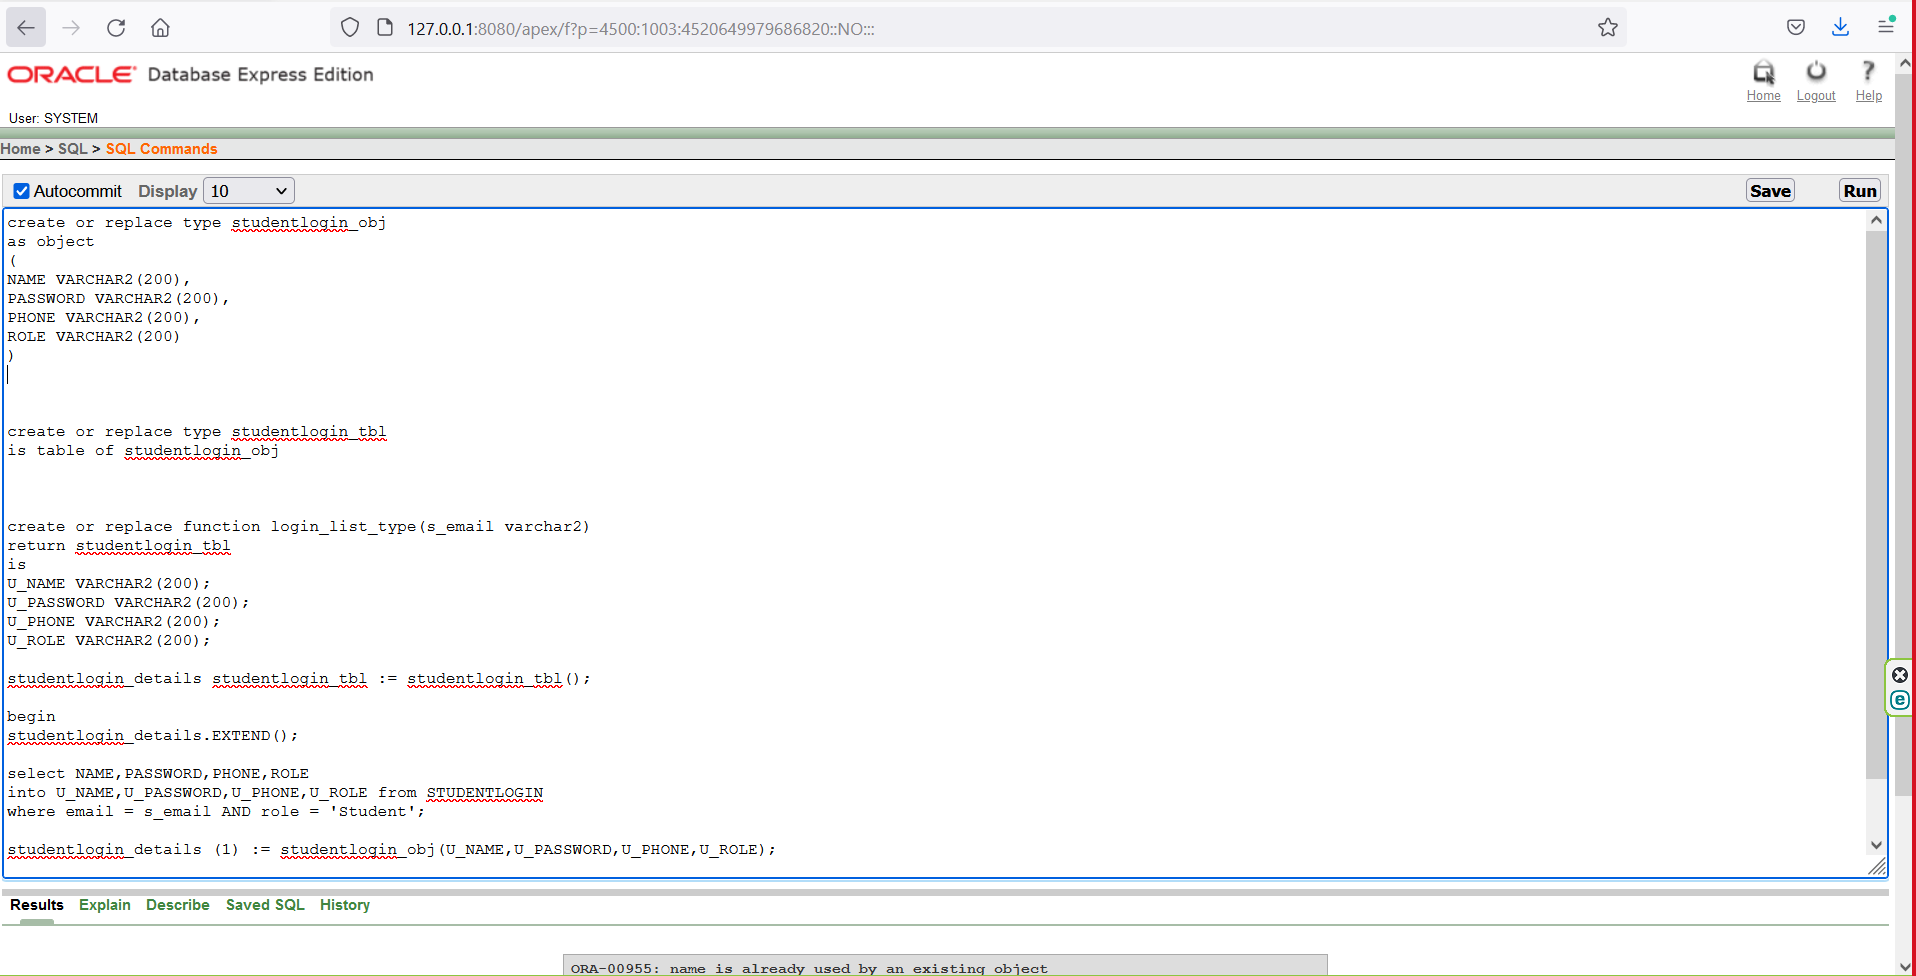 127.0.0.1:8080/apex/f?p=4500:1003:4520649979686820::NO:::
ORACLE Database Express Edition
Home Logout Help
User: SYSTEM
Home > SQL > SQL Commands
Autocommit Display 10 Save Run
create or replace type studentlogin_obj
as object
(
NAME VARCHAR2(200),
PASSWORD VARCHAR2(200),
PHONE VARCHAR2(200),
ROLE VARCHAR2(200)
)
create or replace type studentlogin_tbl
is table of studentlogin_obj
create or replace function login_list_type(s_email varchar2)
return studentlogin_tbl
is
U_NAME VARCHAR2(200);
U_PASSWORD VARCHAR2(200);
U_PHONE VARCHAR2(200);
U_ROLE VARCHAR2(200);
studentlogin_details studentlogin_tbl := studentlogin_tbl();
begin
studentlogin_details.EXTEND();
select NAME,PASSWORD,PHONE,ROLE
into U_NAME,U_PASSWORD,U_PHONE,U_ROLE from STUDENTLOGIN
where email = s_email AND role = 'Student';
studentlogin_details (1) := studentlogin_obj(U_NAME,U_PASSWORD,U_PHONE,U_ROLE);
Results Explain Describe Saved SQL History
ORA-00955: name is already used by an existing object